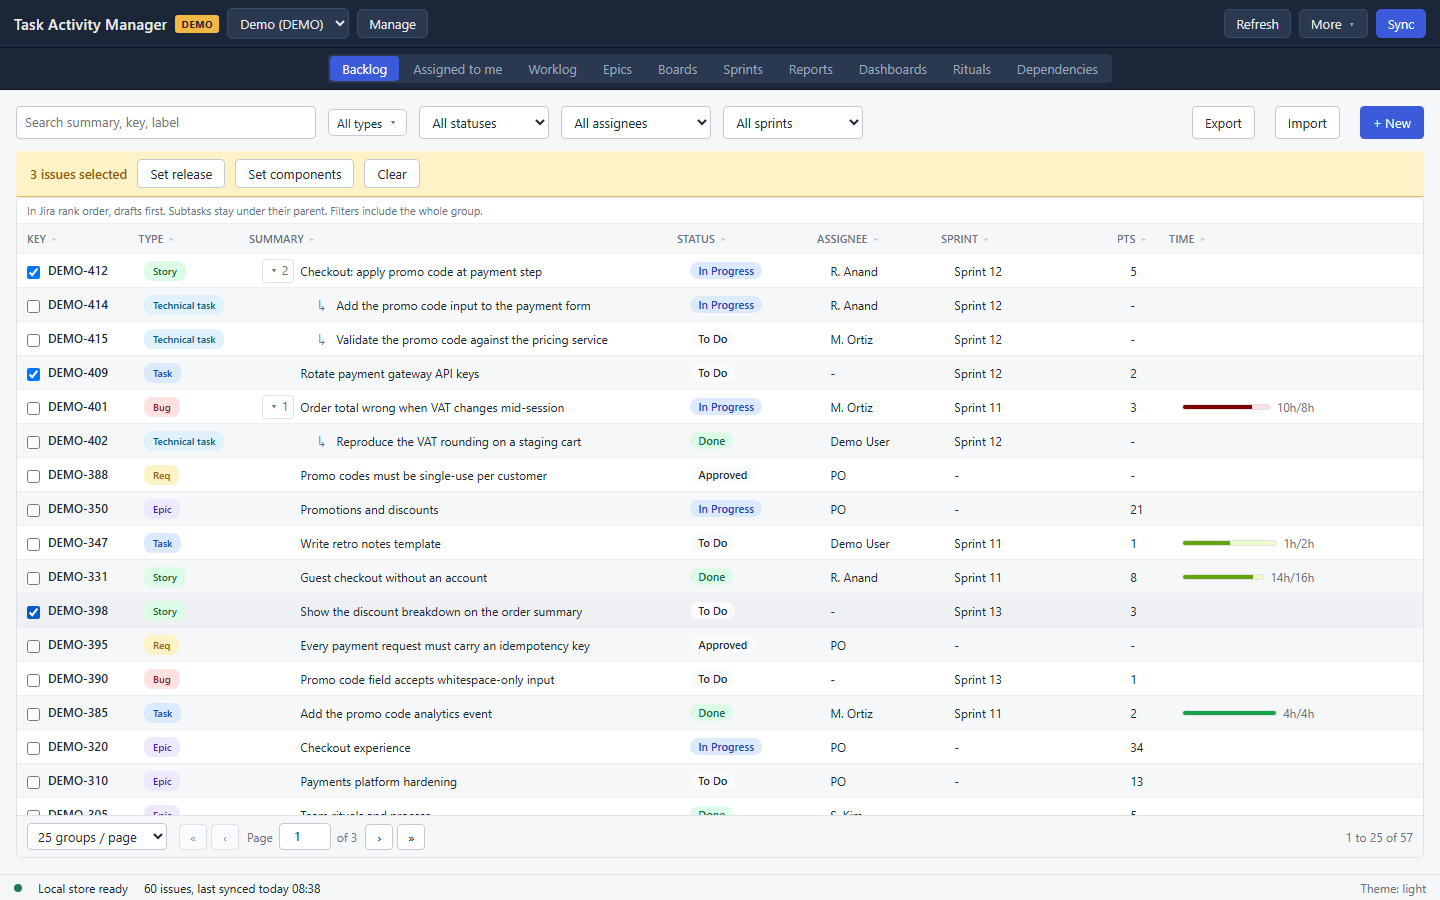 Task Activity Manager DEMO Demo (DEMO) Manage Refresh More Sync
Backlog Assigned to me Worklog Epics Boards Sprints Reports Dashboards Rituals Dependencies
Search summary, key, label All types All statuses All assignees All sprints Export Import + New
3 issues selected Set release Set components Clear
In Jira rank order, drafts first. Subtasks stay under their parent. Filters include the whole group.
KEY TYPE SUMMARY STATUS ASSIGNEE SPRINT PTS TIME
DEMO-412 Story 2 Checkout: apply promo code at payment step In Progress R. Anand Sprint 12 5
DEMO-414 Technical task ↳ Add the promo code input to the payment form In Progress R. Anand Sprint 12 -
DEMO-415 Technical task ↳ Validate the promo code against the pricing service To Do M. Ortiz Sprint 12 -
DEMO-409 Task Rotate payment gateway API keys To Do - Sprint 12 2
DEMO-401 Bug 1 Order total wrong when VAT changes mid-session In Progress M. Ortiz Sprint 11 3 10h/8h
DEMO-402 Technical task ↳ Reproduce the VAT rounding on a staging cart Done Demo User Sprint 12 -
DEMO-388 Req Promo codes must be single-use per customer Approved PO - -
DEMO-350 Epic Promotions and discounts In Progress PO - 21
DEMO-347 Task Write retro notes template To Do Demo User Sprint 11 1 1h/2h
DEMO-331 Story Guest checkout without an account Done R. Anand Sprint 11 8 14h/16h
DEMO-398 Story Show the discount breakdown on the order summary To Do - Sprint 13 3
DEMO-395 Req Every payment request must carry an idempotency key Approved PO - -
DEMO-390 Bug Promo code field accepts whitespace-only input To Do - Sprint 13 1
DEMO-385 Task Add the promo code analytics event Done M. Ortiz Sprint 11 2 4h/4h
DEMO-320 Epic Checkout experience In Progress PO - 34
DEMO-310 Epic Payments platform hardening To Do PO - 13
DEMO-305 Epic Team rituals and process Done S. Kim 5
25 groups / page « ‹ Page 1 of 3 › » 1 to 25 of 57
Local store ready 60 issues, last synced today 08:38 Theme: light